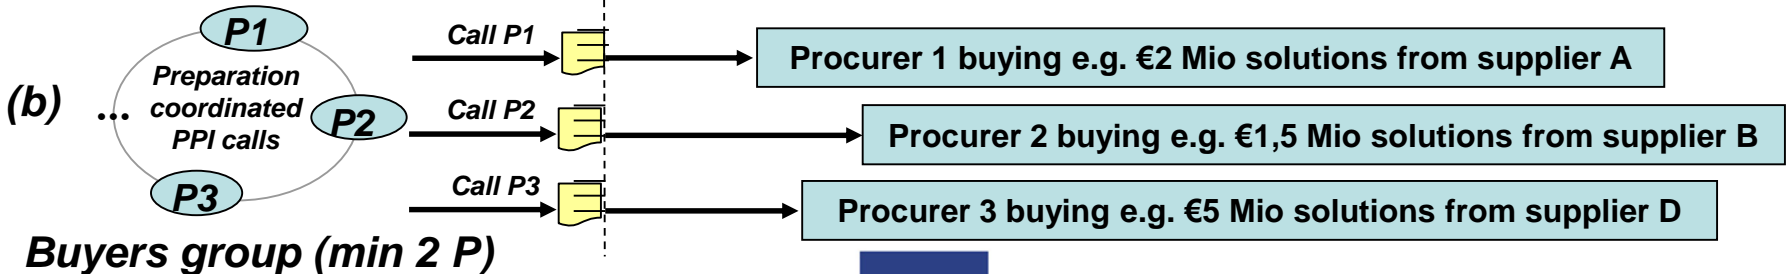 P1
Preparation
coordinated
PPI calls
(b)
...
P2
P3
Call P1
Procurer 1 buying e.g. €2 Mio solutions from supplier A
Call P2
Procurer 2 buying e.g. €1,5 Mio solutions from supplier B
Call P3
Procurer 3 buying e.g. €5 Mio solutions from supplier D
Buyers group (min 2 P)